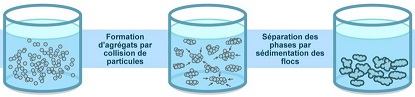 Formation
d'agrégats par
collision de
particules
Séparation des
phases par
sédimentation des
flocs